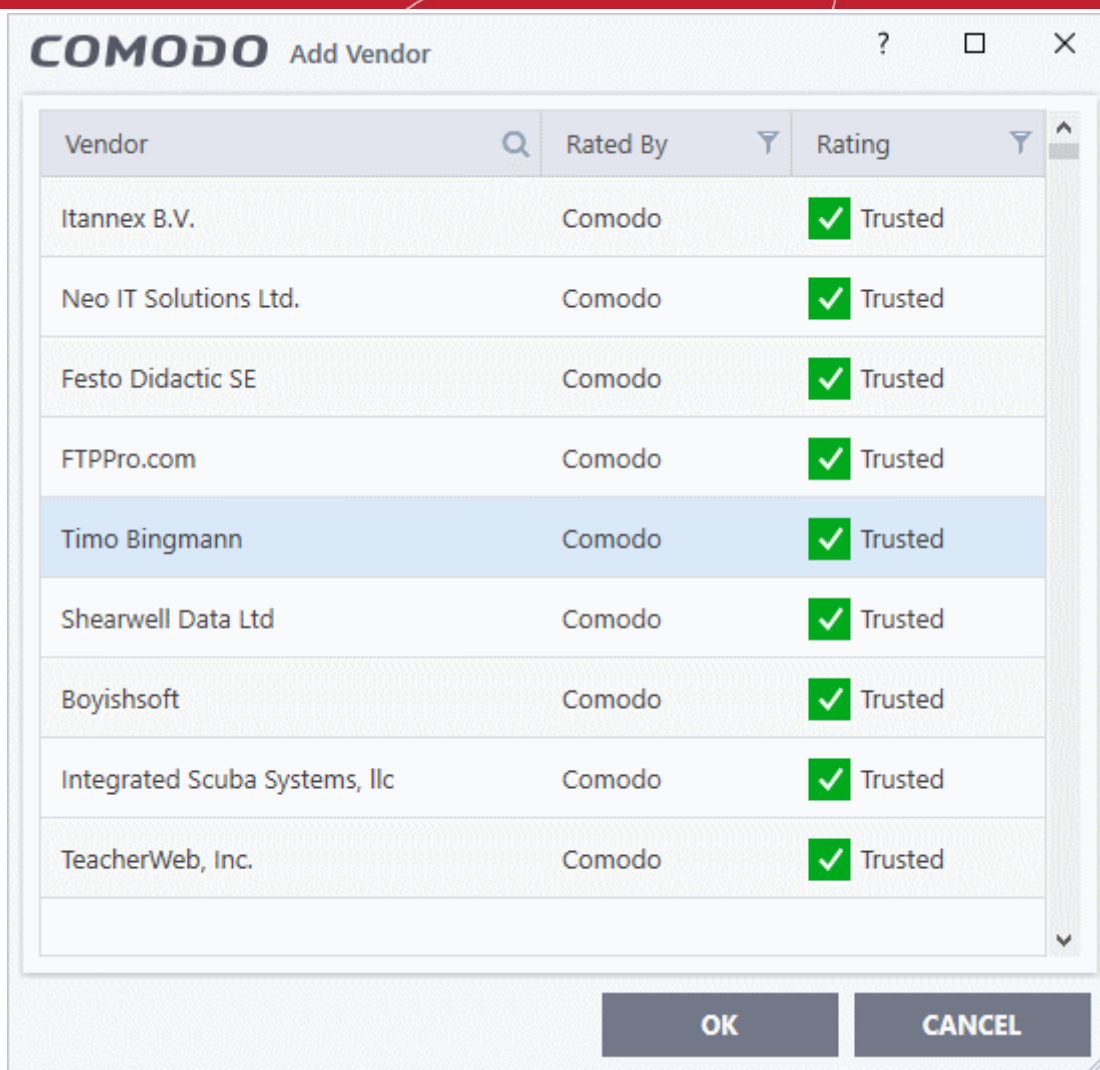 COMODO Add Vendor ?
Vendor Rated By Rating
Itannex B.V. Comodo Trusted
Neo IT Solutions Ltd. Comodo Trusted
Festo Didactic SE Comodo Trusted
FTPPro.com Comodo Trusted
Timo Bingmann Comodo Trusted
Shearwell Data Ltd Comodo Trusted
Boyishsoft Comodo Trusted
Integrated Scuba Systems, llc Comodo Trusted
TeacherWeb, Inc. Comodo Trusted
OK CANCEL